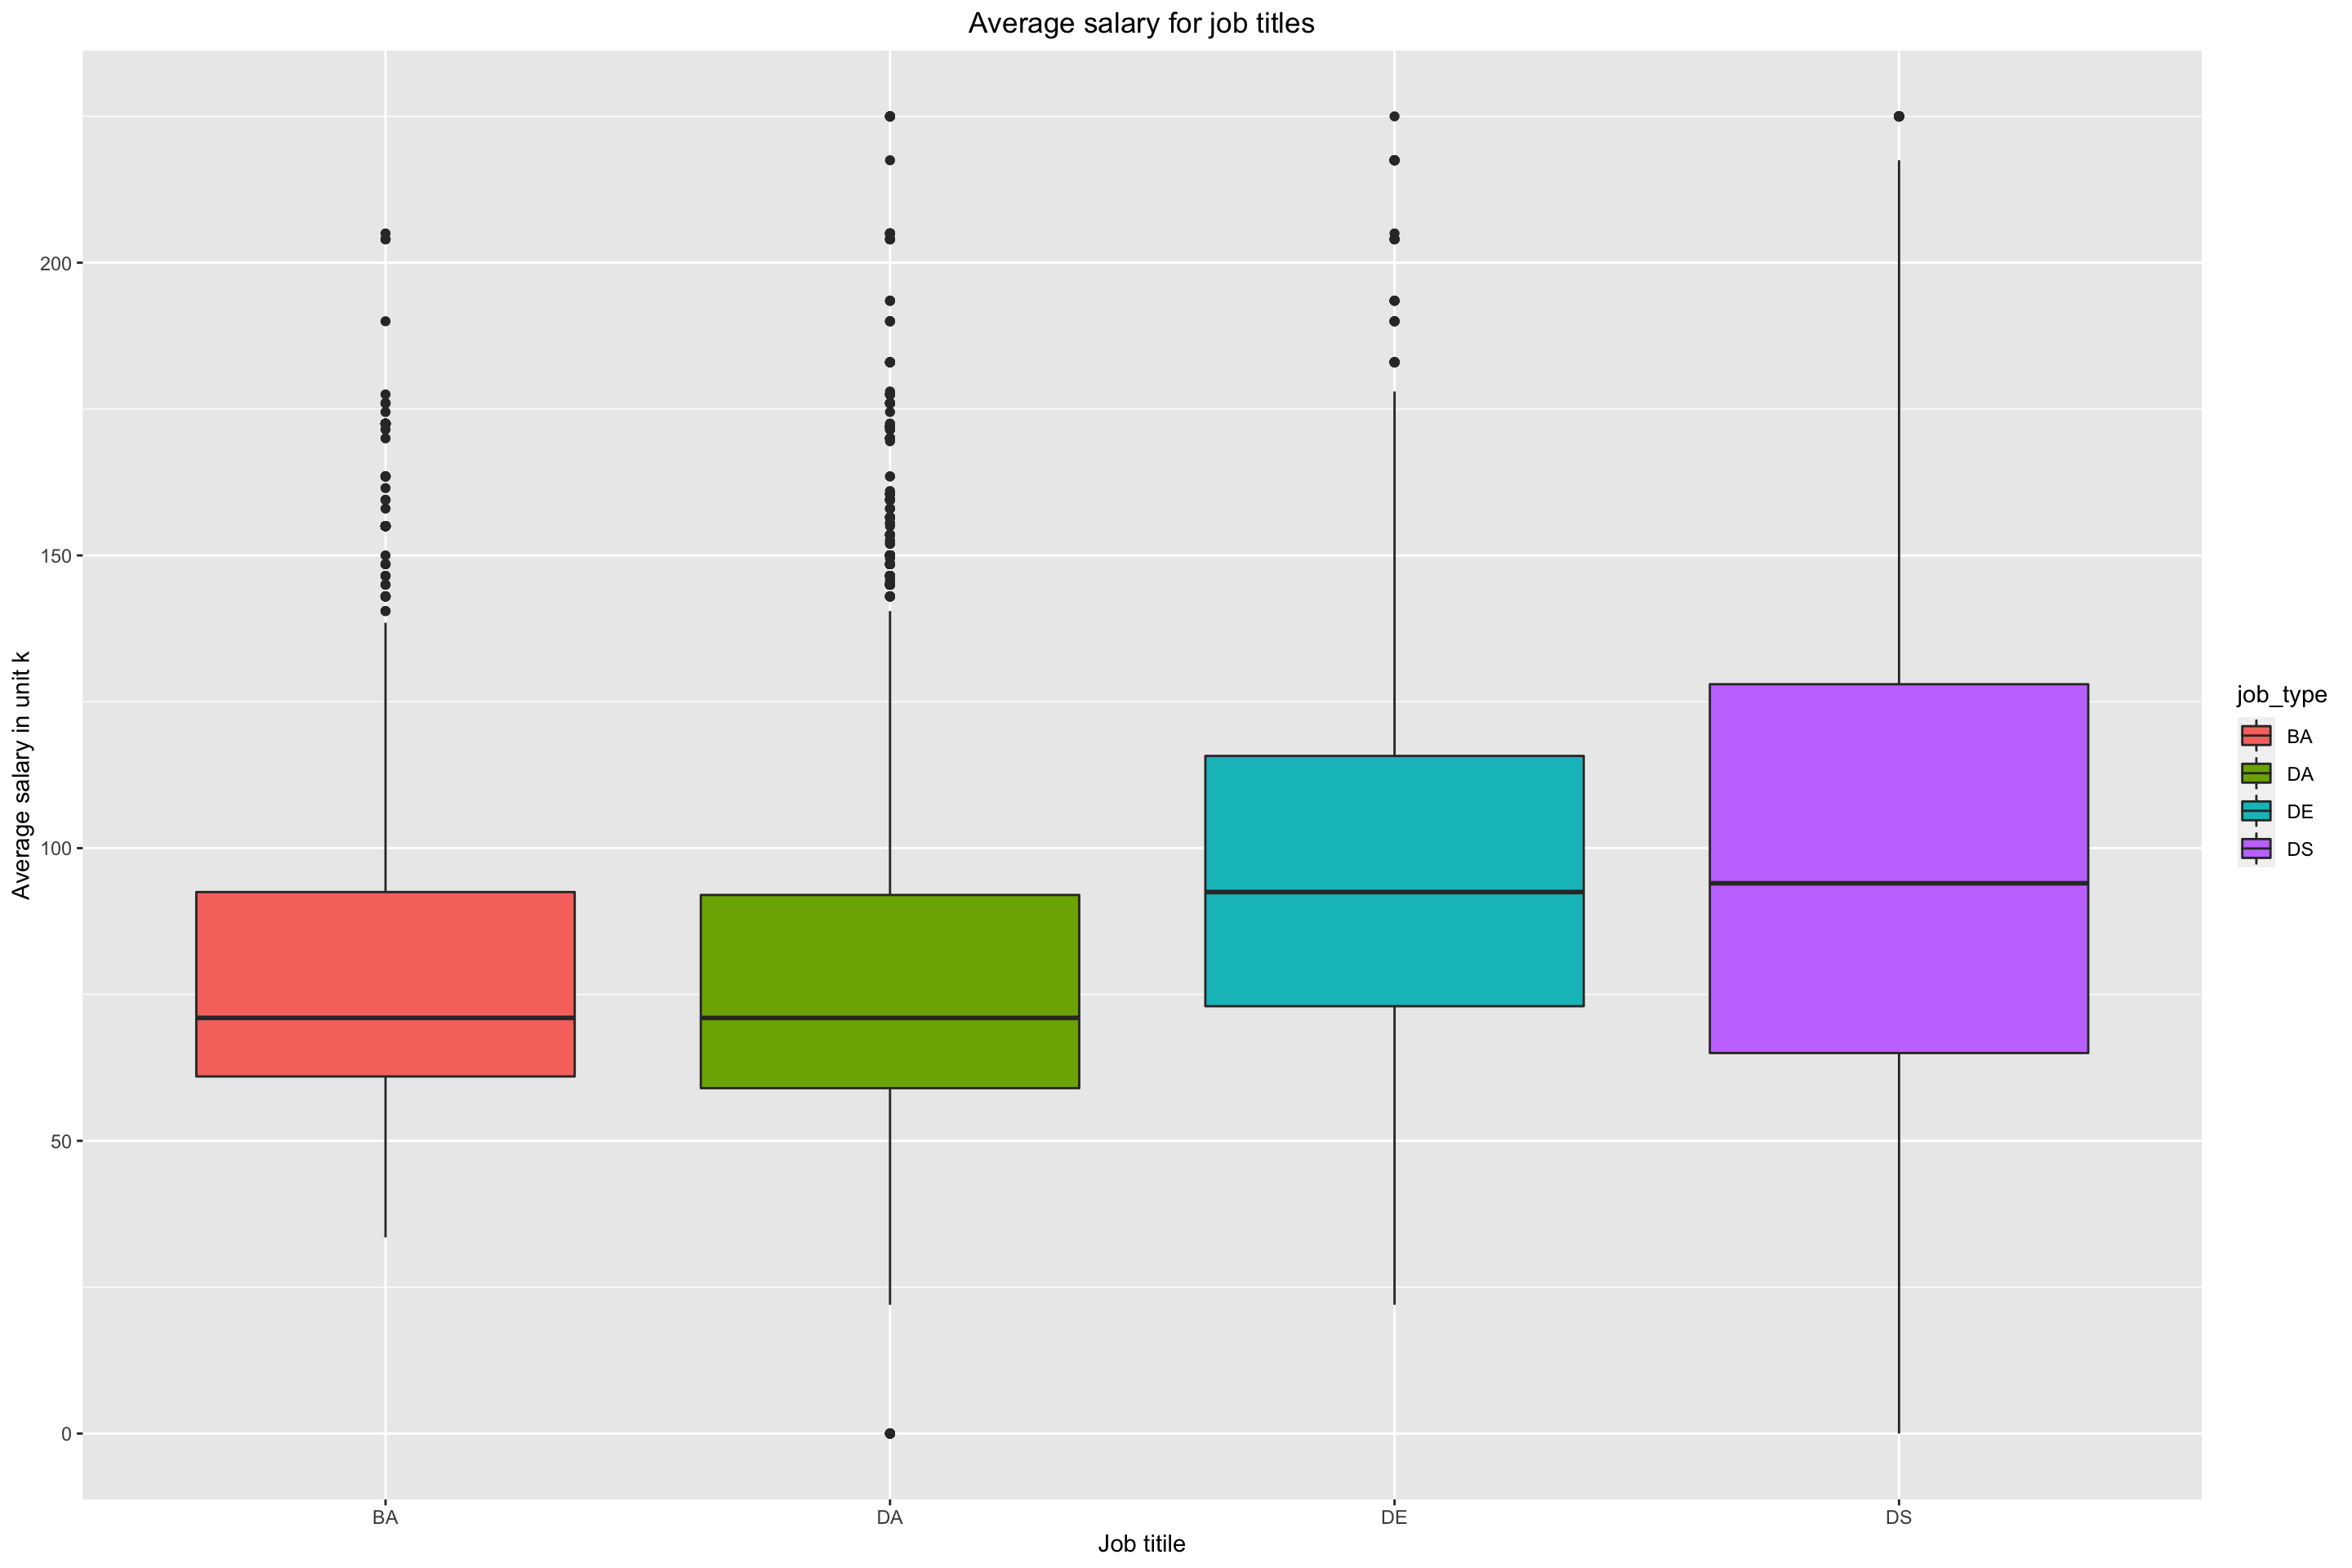 Average salary for job titles
Average salary in unit k
200
150
100
50
0
BA
DA
DE
DS
Job titile
job_type
BA
DA
DE
DS